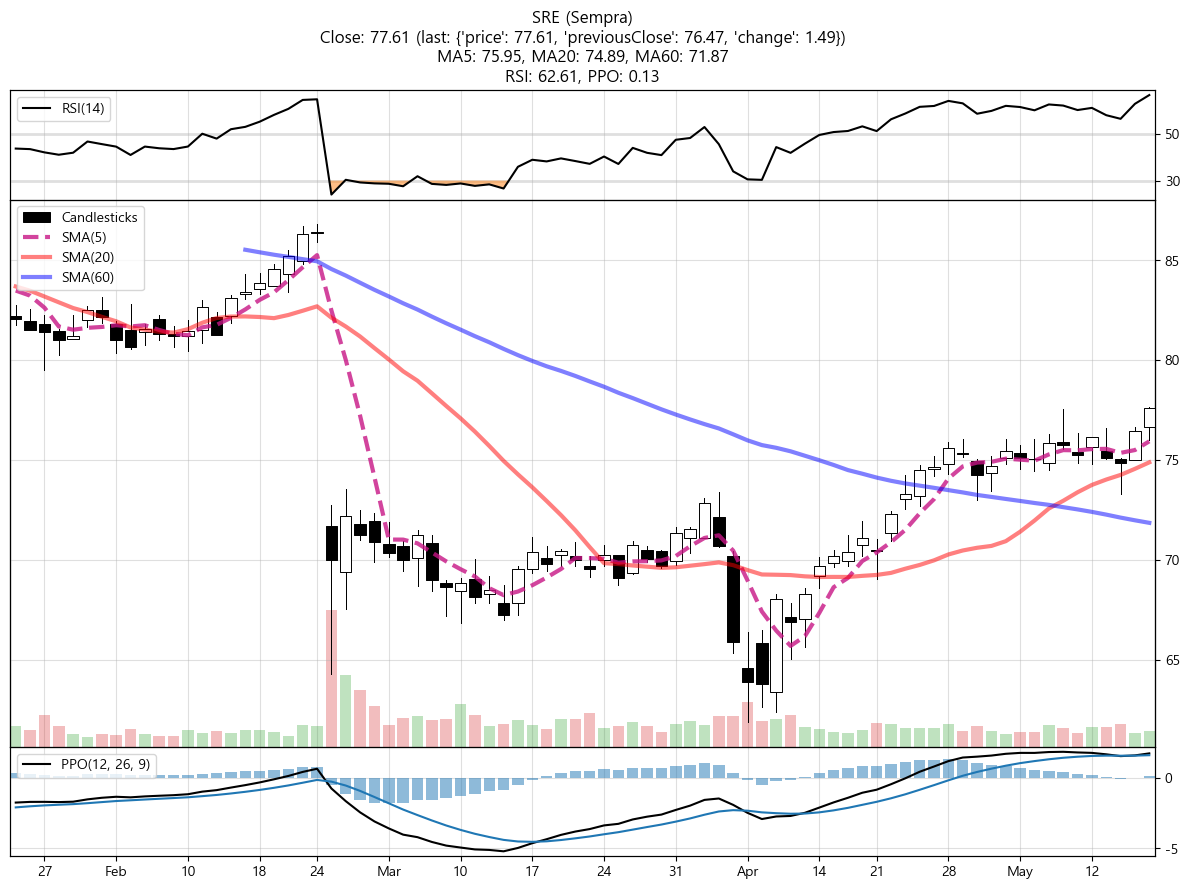 SRE (Sempra)
Close: 77.61 (last: {'price': 77.61, 'previousClose': 76.47, 'change': 1.49})
MA5: 75.95, MA20: 74.89, MA60: 71.87
RSI: 62.61, PPO: 0.13
RSI(14)
50
30
Candlesticks
SMA(5)
SMA(20)
SMA(60)
85
80
75
70
65
PPO(12, 26, 9)
0
-5
27 Feb 10 18 24 Mar 10 17 24 31 Apr 14 21 28 May 12